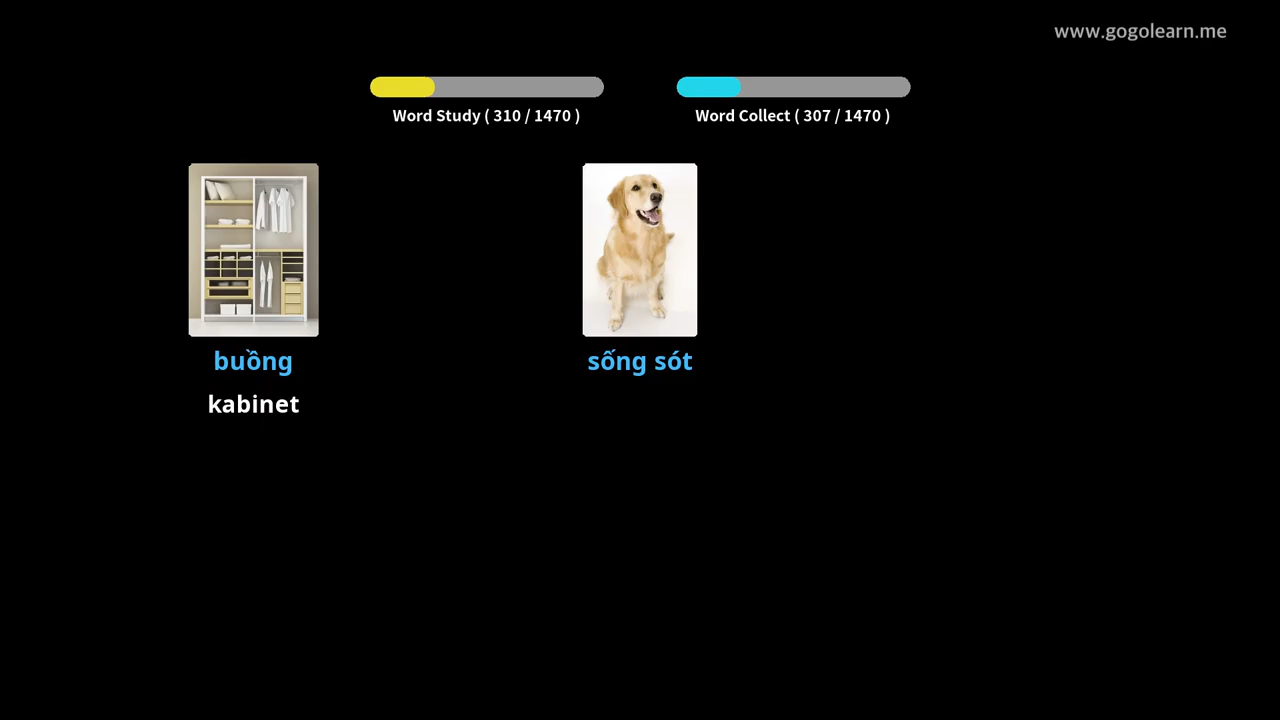 www.gogolearn.me
Word Study ( 310 / 1470 )
Word Collect ( 307 / 1470 )
buồng
sống sót
kabinet